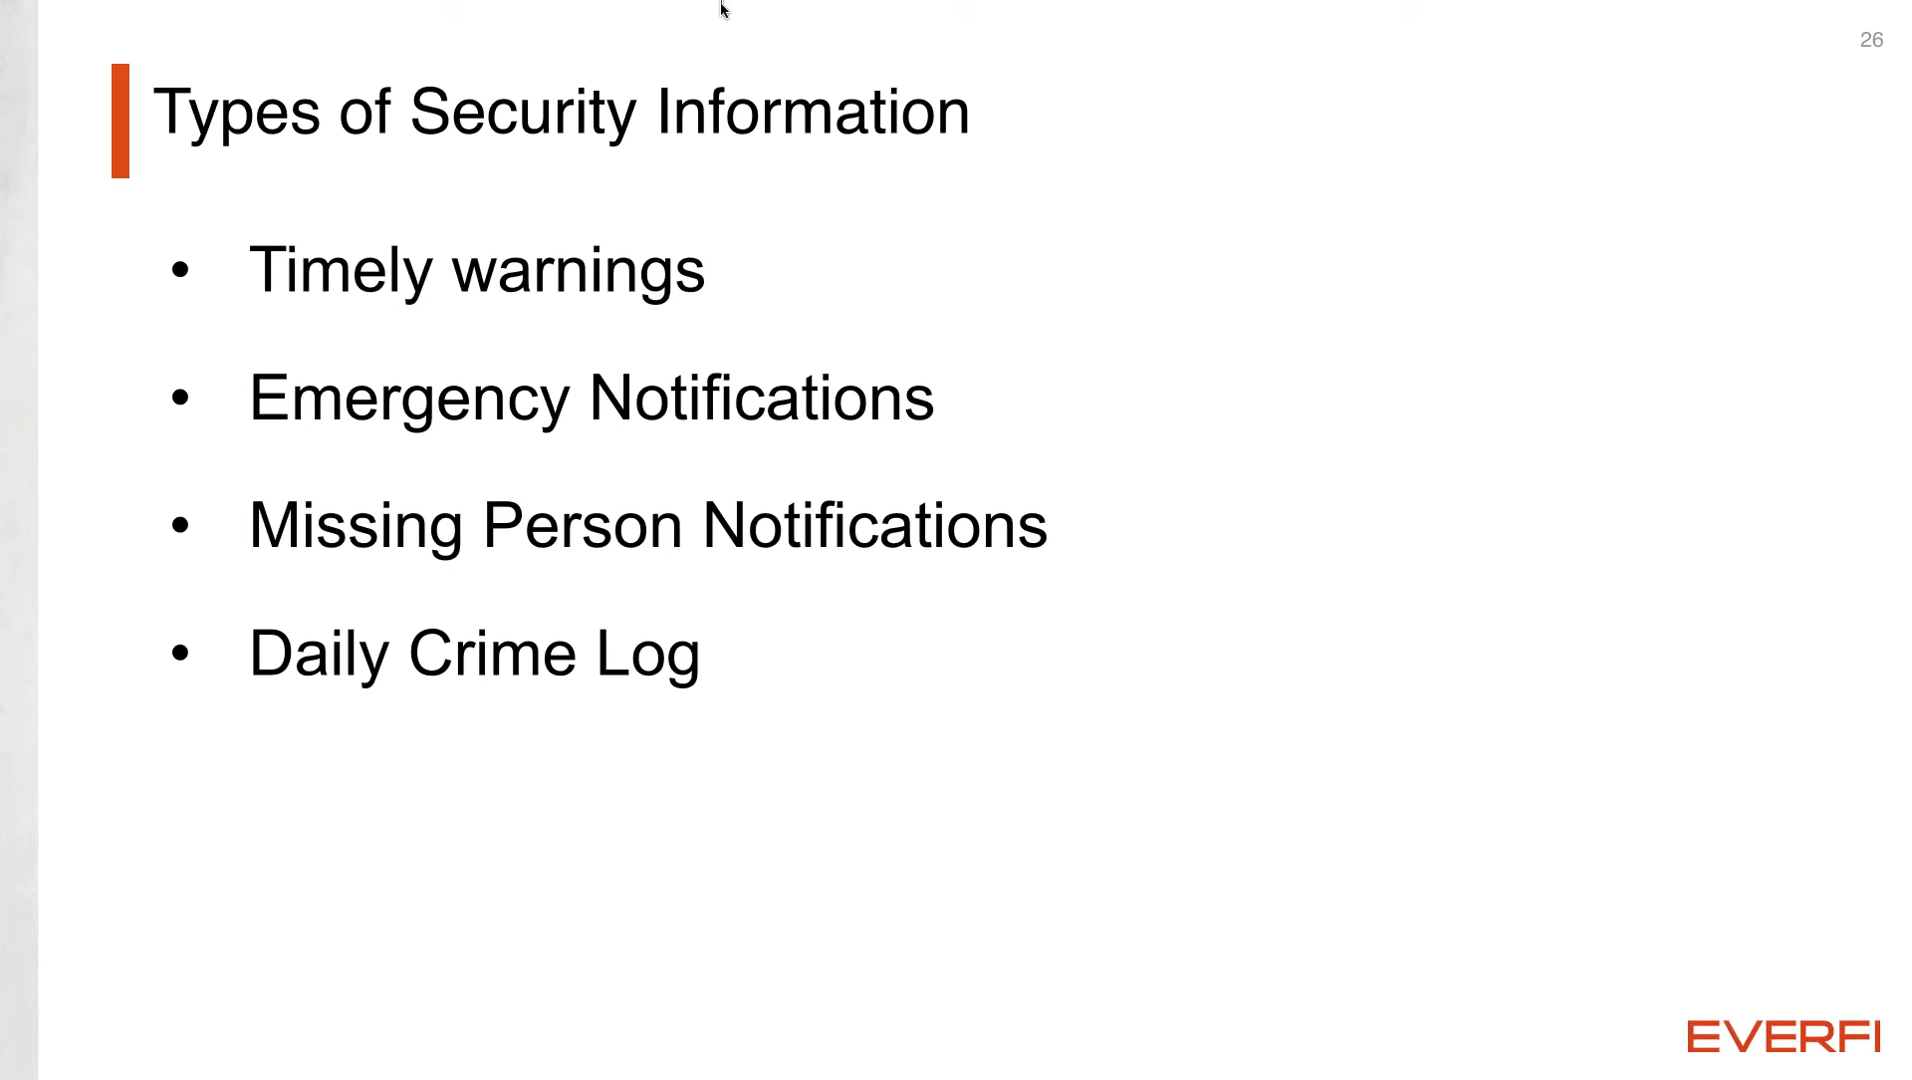 26
Types of Security Information
• Timely warnings
• Emergency Notifications
• Missing Person Notifications
• Daily Crime Log
EVERFI